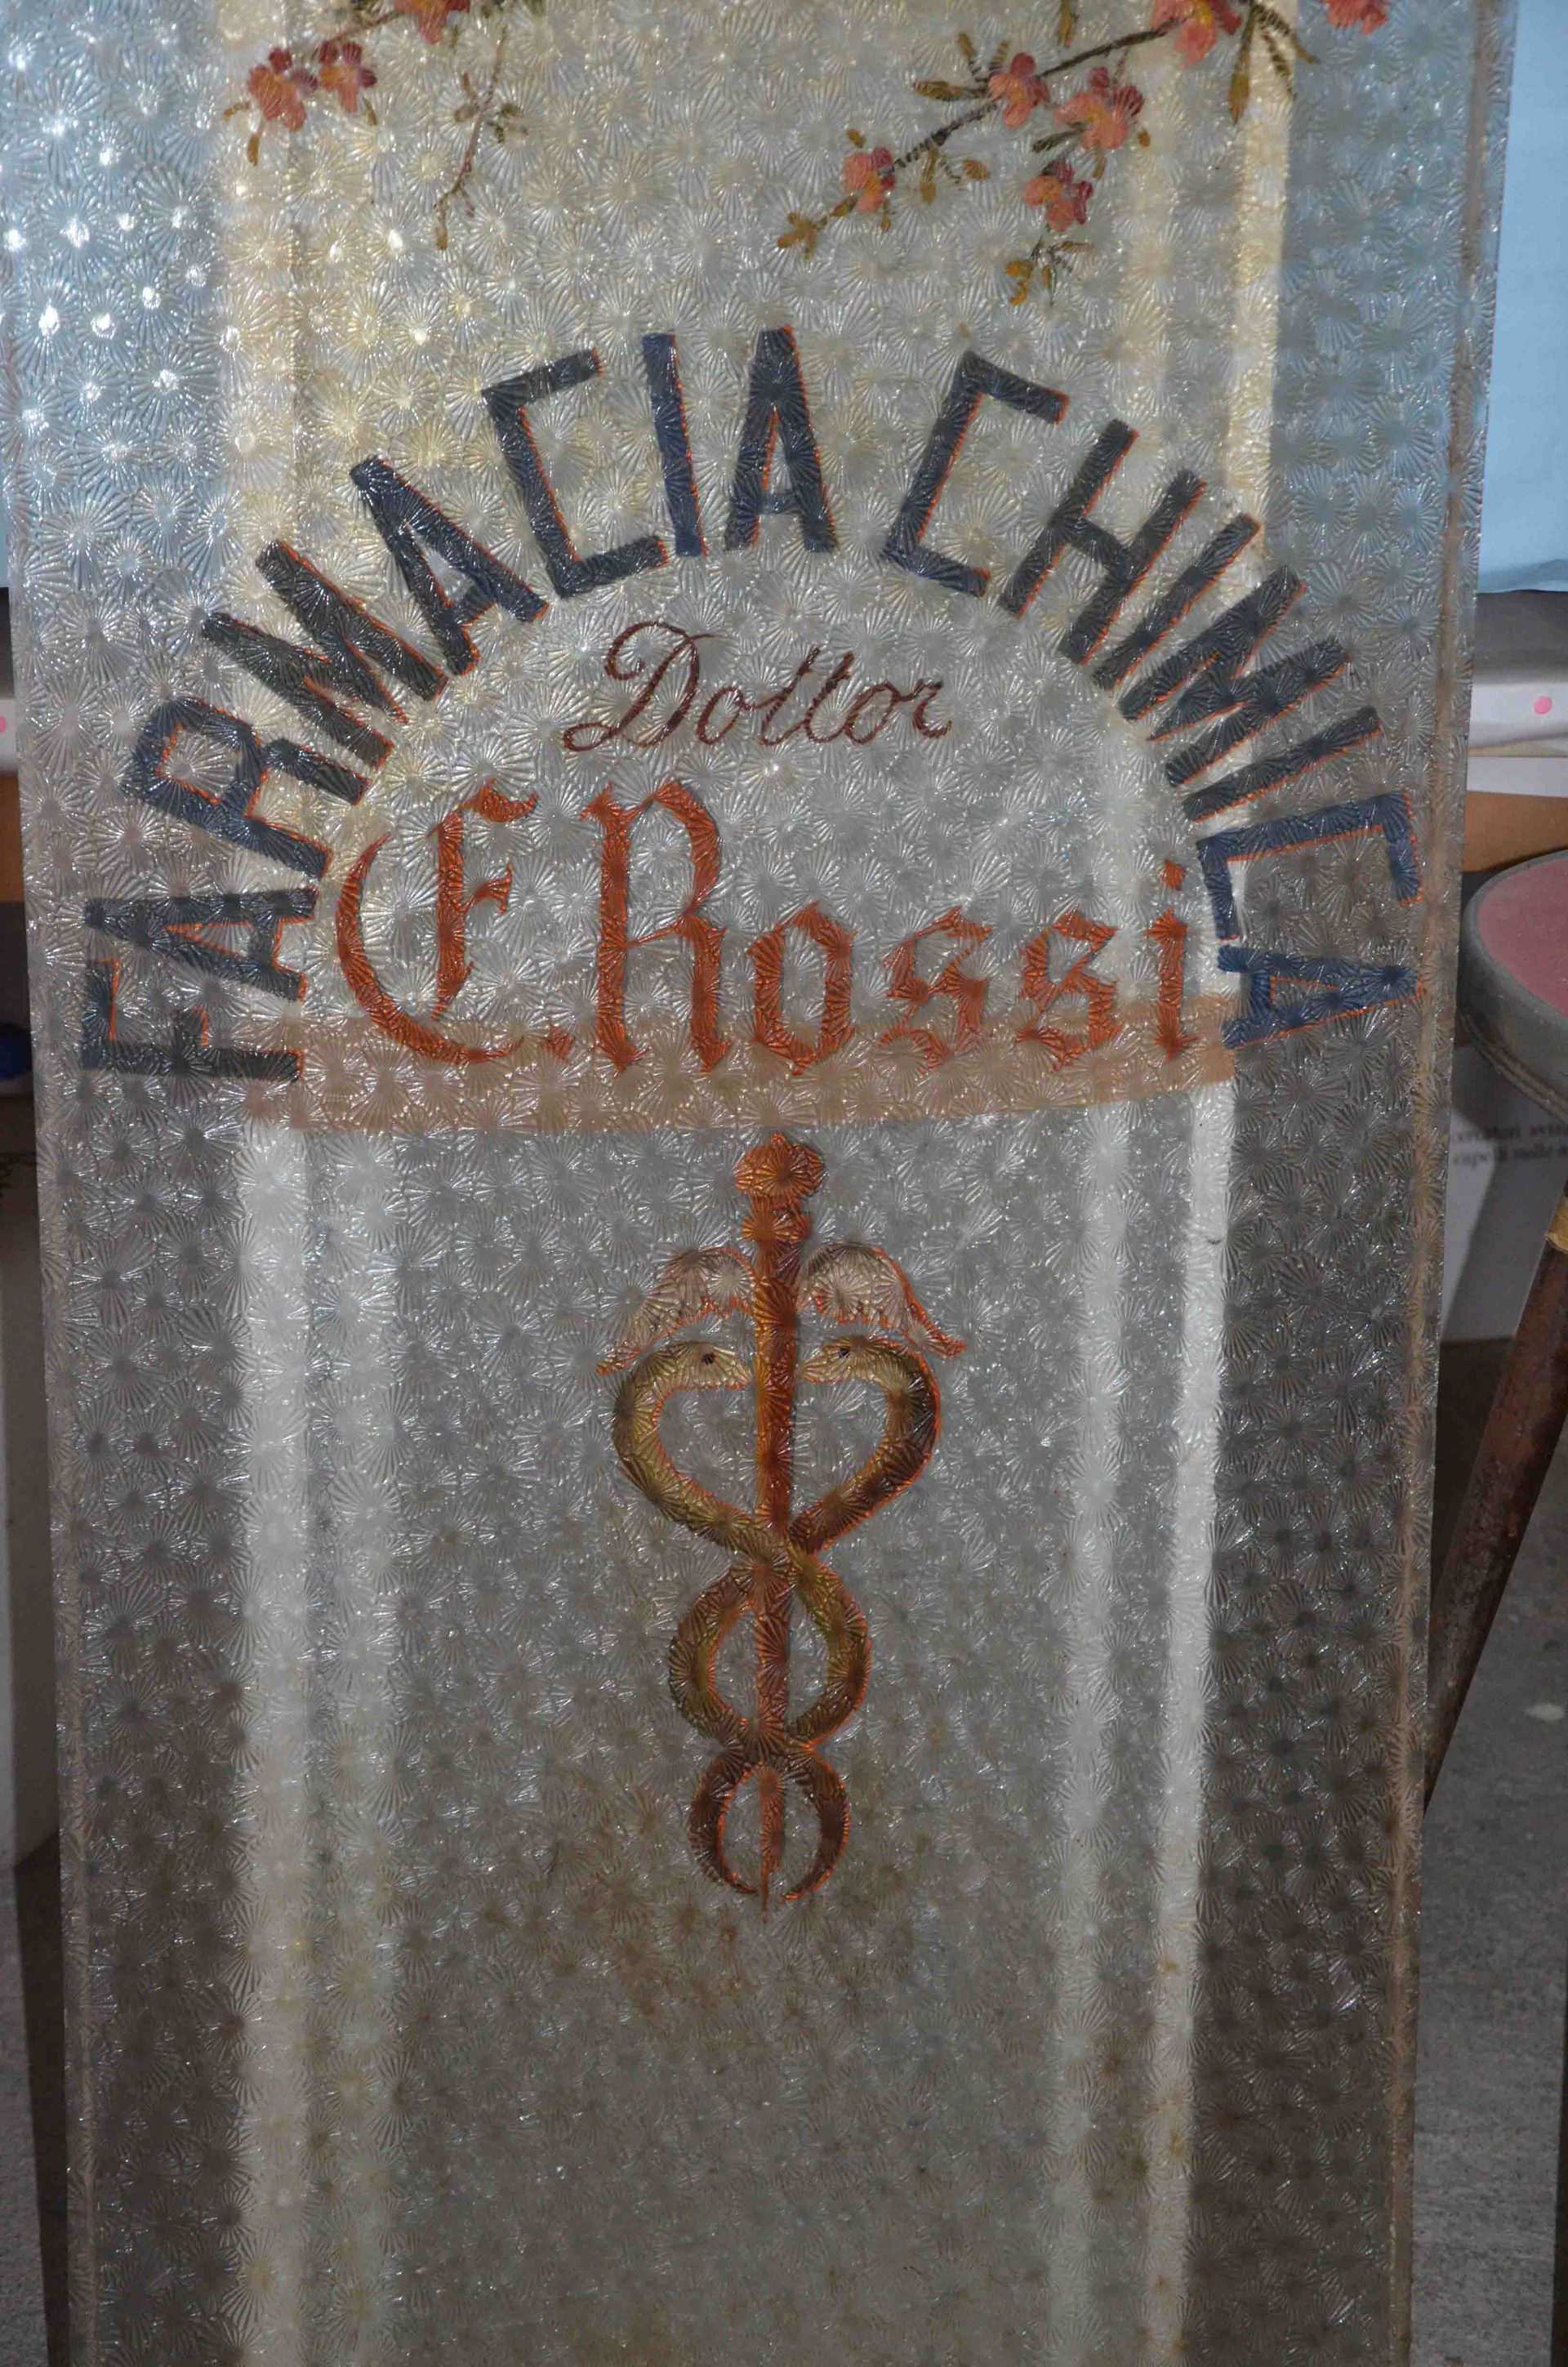 FARMACIA CHIMICA
Dottor
E. Rossi